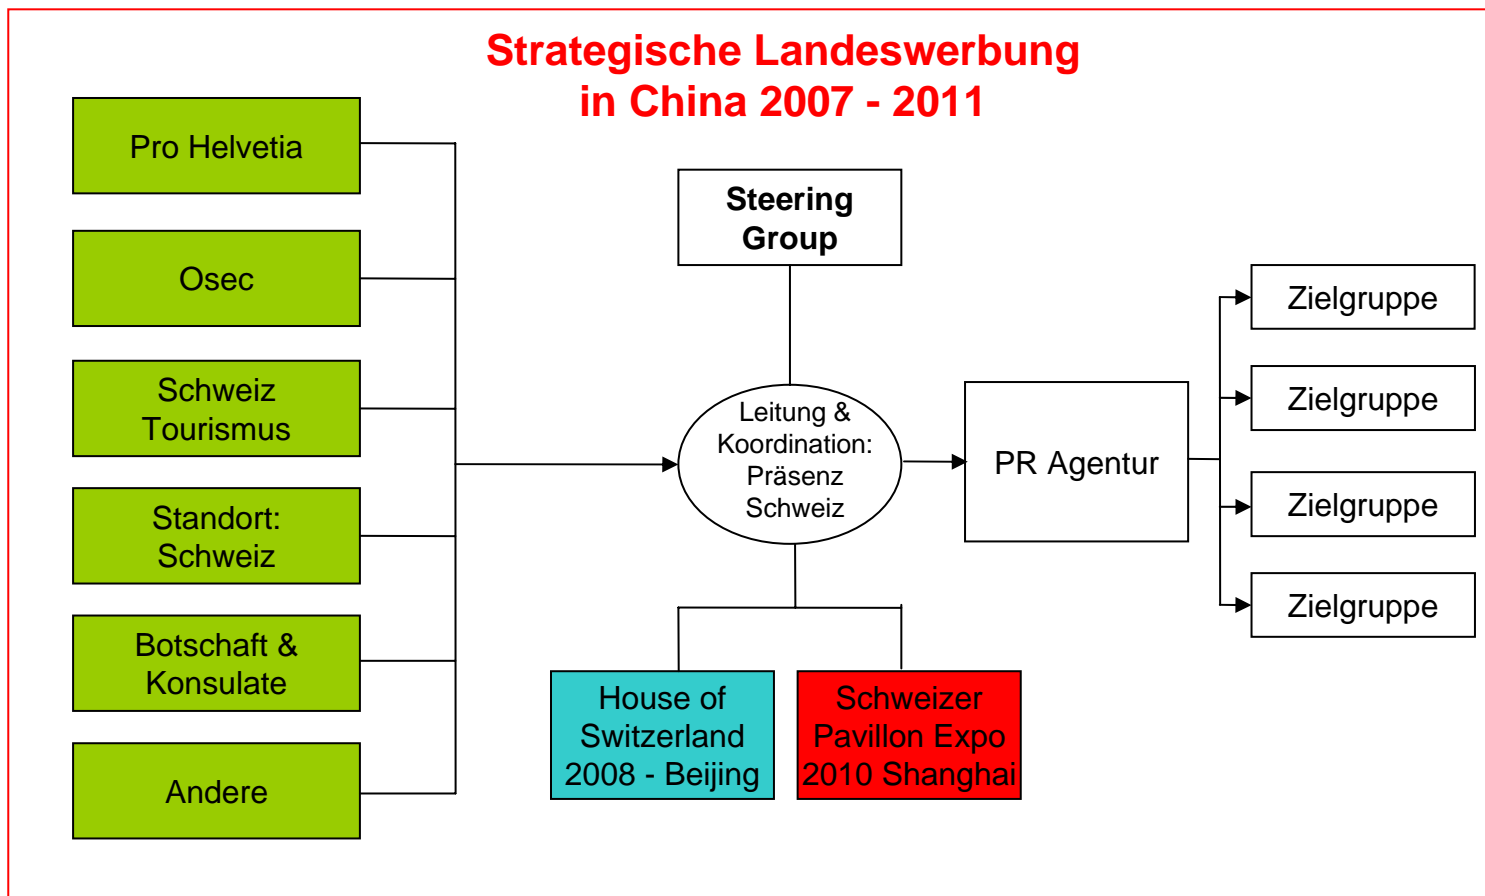 Strategische Landeswerbung
in China 2007 - 2011
Pro Helvetia
Osec
Schweiz
Tourismus
Standort:
Schweiz
Botschaft &
Konsulate
Andere
Steering
Group
Leitung &
Koordination:
Präsenz
Schweiz
House of
Switzerland
2008 - Beijing
Schweizer
Pavillon Expo
2010 Shanghai
PR Agentur
Zielgruppe
Zielgruppe
Zielgruppe
Zielgruppe